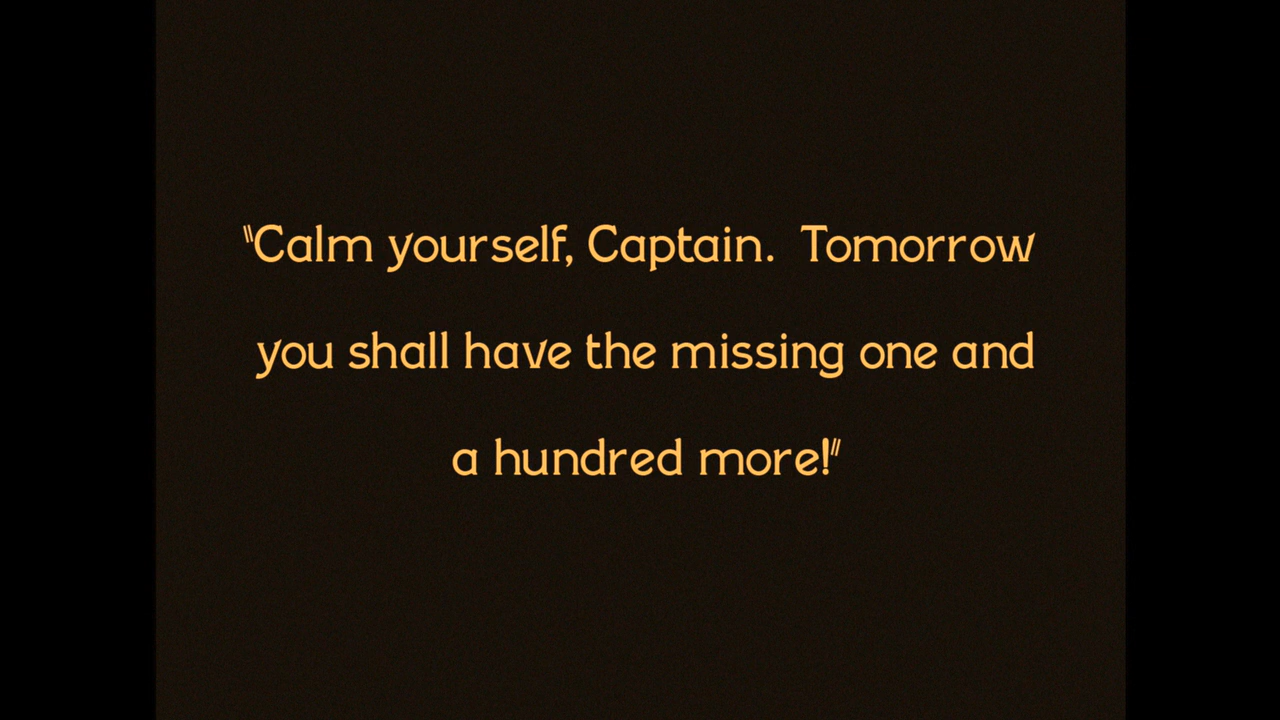 "Calm yourself, Captain.  Tomorrow
you shall have the missing one and
a hundred more!"